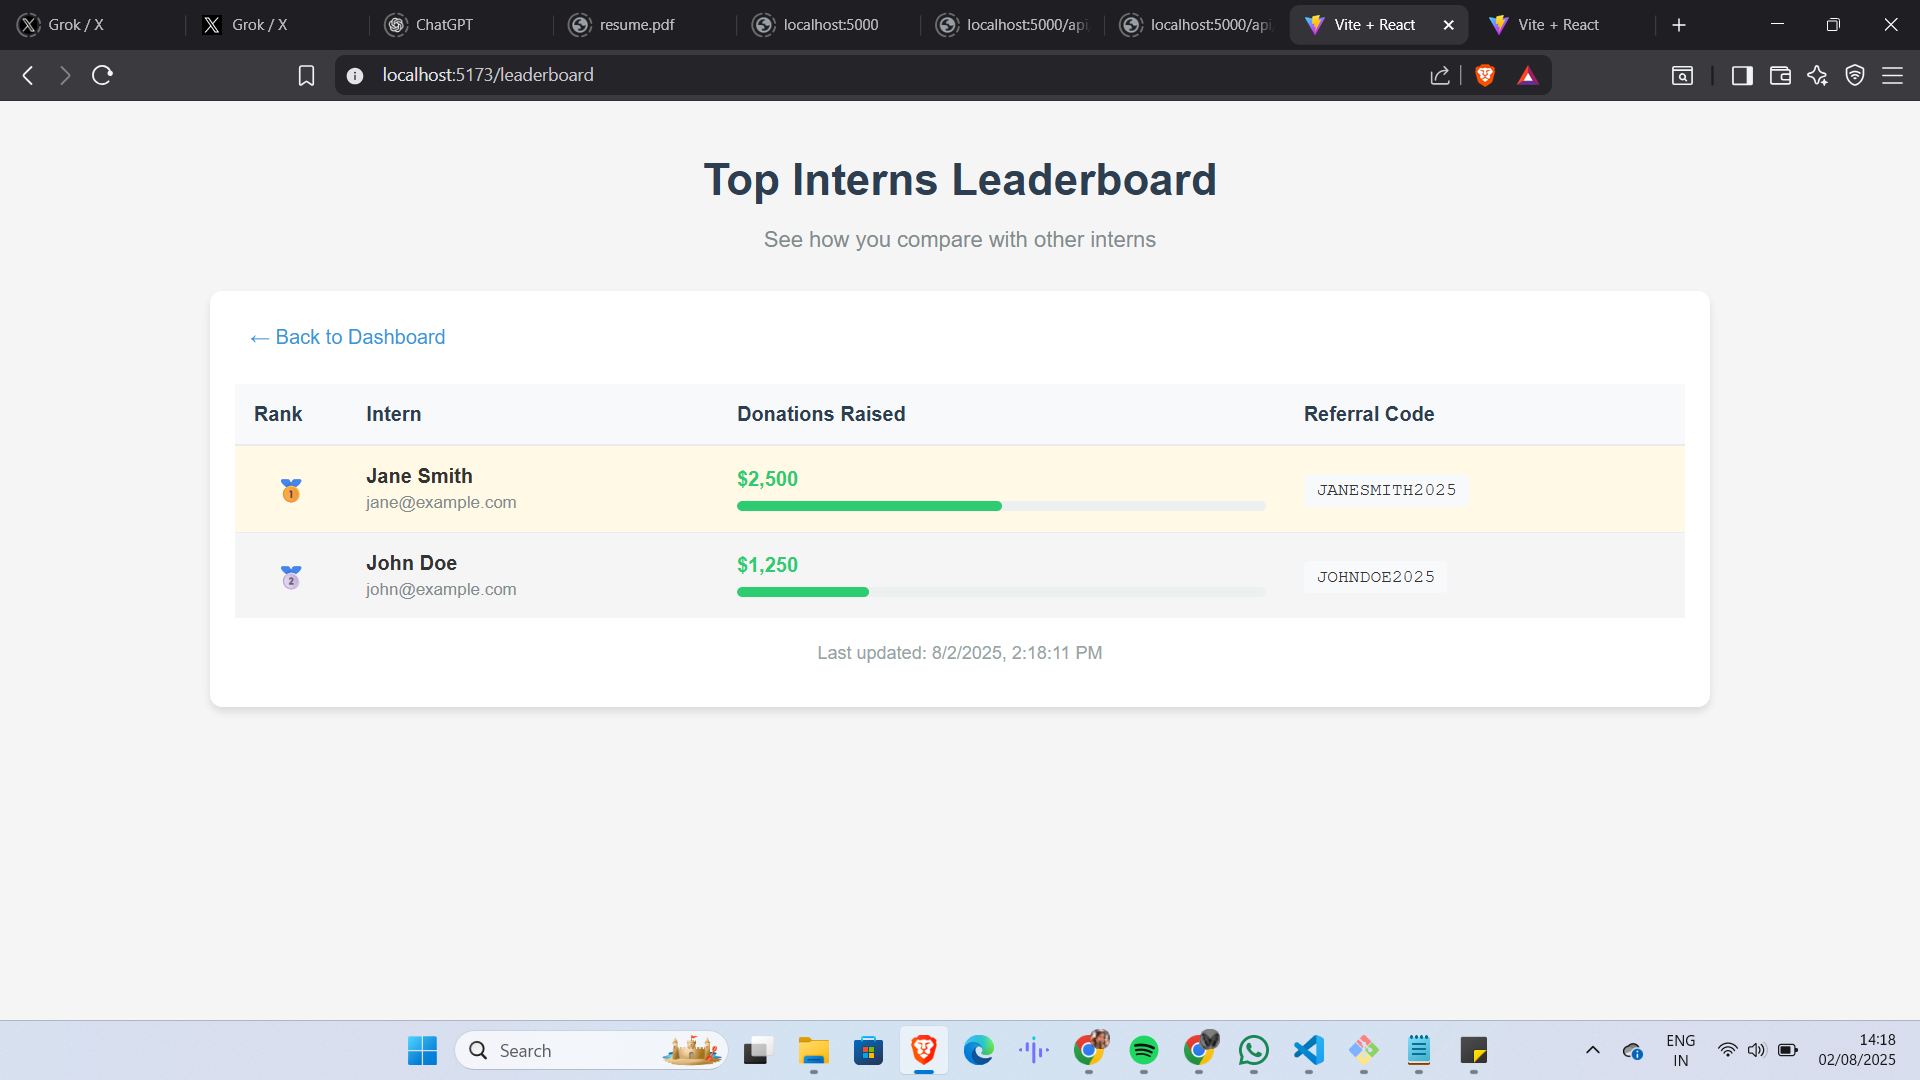 Grok / X
Grok / X
ChatGPT
resume.pdf
localhost:5000
localhost:5000/api
localhost:5000/api
Vite + React
Vite + React
localhost:5173/leaderboard
Top Interns Leaderboard
See how you compare with other interns
← Back to Dashboard
Rank Intern Donations Raised Referral Code
1 Jane Smith $2,500 JANESMITH2025
jane@example.com
2 John Doe $1,250 JOHNDOE2025
john@example.com
Last updated: 8/2/2025, 2:18:11 PM
Search
ENG
IN
14:18
02/08/2025